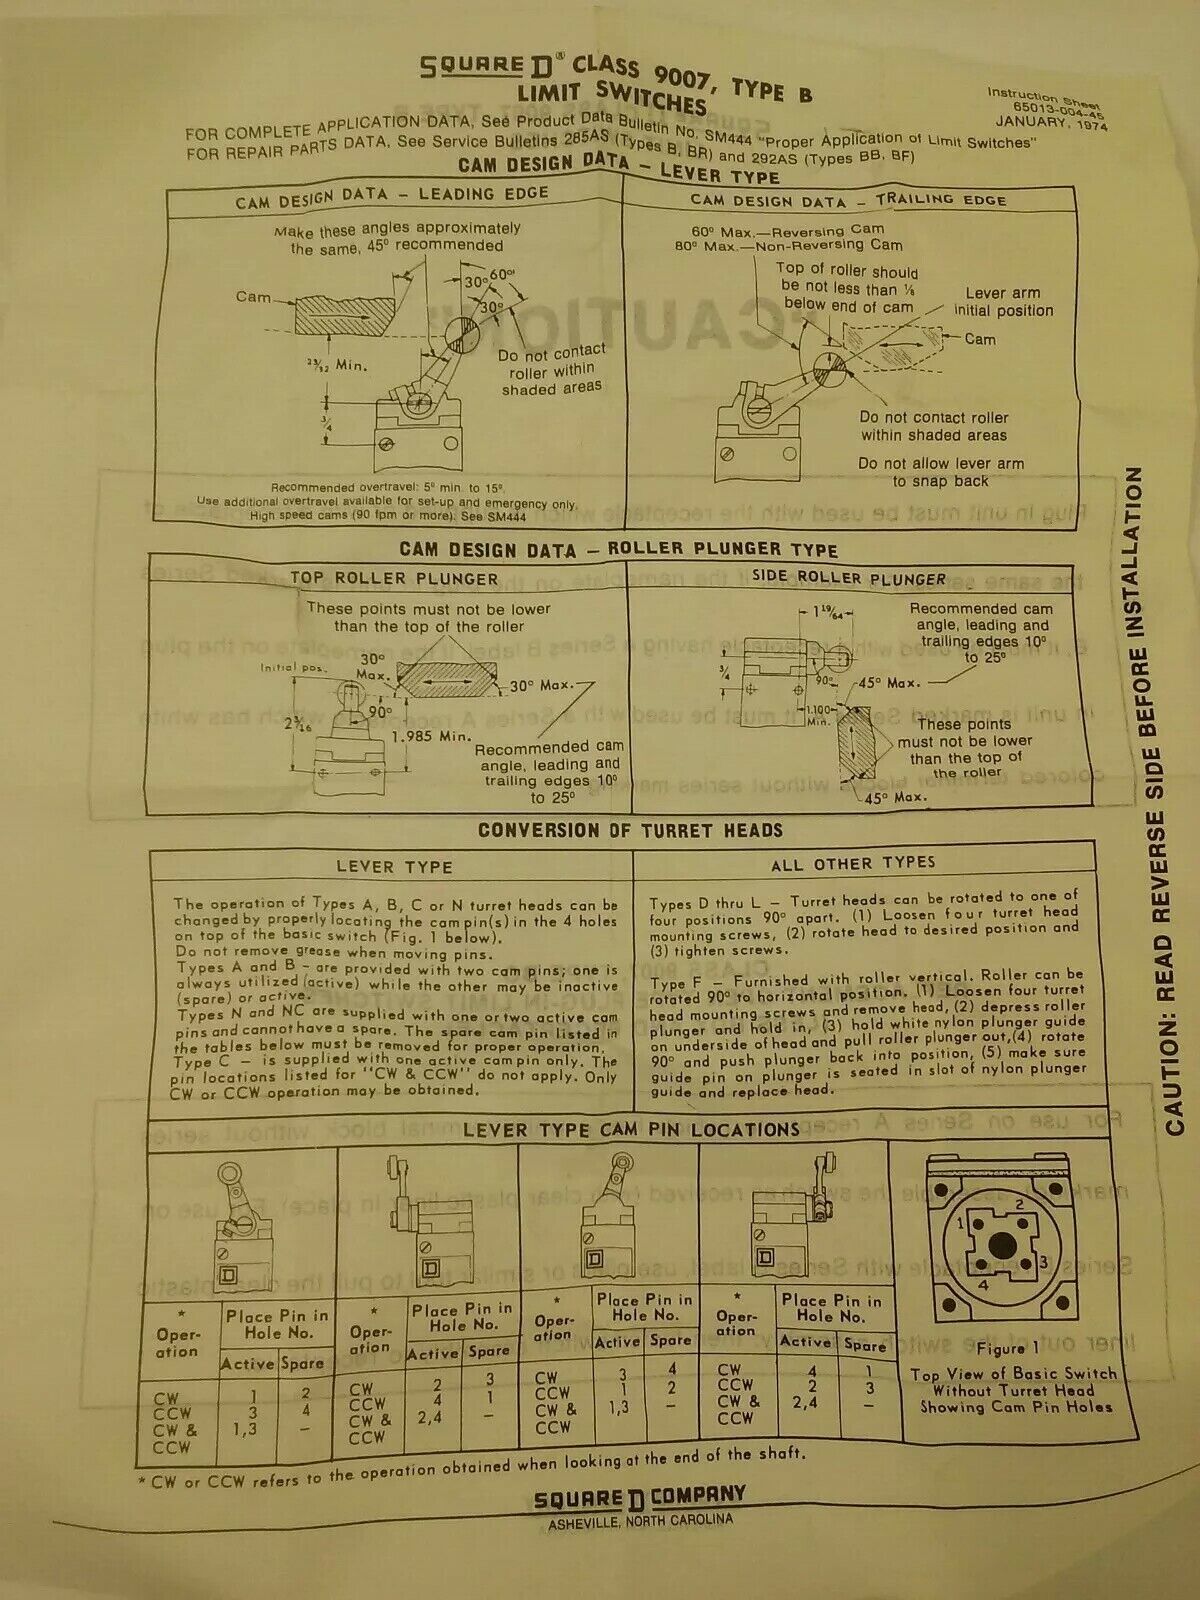 SQUARE D® CLASS 9007, TYPE B
LIMIT SWITCHES
Instruction Sheet
65013-004-45
JANUARY, 1974
FOR COMPLETE APPLICATION DATA, See Product Data Bulletin No. SM444 "Proper Application of Limit Switches"
FOR REPAIR PARTS DATA, See Service Bulletins 285AS (Types B, BR) and 292AS (Types BB, BF)
CAM DESIGN DATA – LEVER TYPE
CAM DESIGN DATA – LEADING EDGE
Make these angles approximately
the same, 45° recommended
Cam
30°
60°
30°
Min.
3/4
Do not contact
roller within
shaded areas
Recommended overtravel: 5° min. to 15°.
Use additional overtravel available for set-up and emergency only.
High speed cams (90 fpm or more): See SM444
CAM DESIGN DATA – TRAILING EDGE
60° Max.—Reversing Cam
80° Max.—Non-Reversing Cam
Top of roller should
be not less than 1/8
below end of cam
Lever arm
initial position
Cam
Do not contact roller
within shaded areas
Do not allow lever arm
to snap back
CAM DESIGN DATA – ROLLER PLUNGER TYPE
TOP ROLLER PLUNGER
These points must not be lower
than the top of the roller
Initial pos.
30°
Max.
30° Max.
90°
2 3/16
1.985 Min.
Recommended cam
angle, leading and
trailing edges 10°
to 25°
SIDE ROLLER PLUNGER
1 19/64
3/4
90°
45° Max.
1.100
Min.
Recommended cam
angle, leading and
trailing edges 10°
to 25°
These points
must not be lower
than the top of
the roller
45° Max.
CONVERSION OF TURRET HEADS
LEVER TYPE
The operation of Types A, B, C or N turret heads can be
changed by properly locating the cam pin(s) in the 4 holes
on top of the basic switch (Fig. 1 below).
Do not remove grease when moving pins.
Types A and B – are provided with two cam pins; one is
always utilized (active) while the other may be inactive
(spare) or active.
Types N and NC are supplied with one or two active cam
pins and cannot have a spare. The spare cam pin listed in
the tables below must be removed for proper operation.
Type C – is supplied with one active cam pin only. The
pin locations listed for "CW & CCW" do not apply. Only
CW or CCW operation may be obtained.
ALL OTHER TYPES
Types D thru L – Turret heads can be rotated to one of
four positions 90° apart. (1) Loosen four turret head
mounting screws, (2) rotate head to desired position and
(3) tighten screws.
Type F – Furnished with roller vertical. Roller can be
rotated 90° to horizontal position. (1) Loosen four turret
head mounting screws and remove head, (2) depress roller
plunger and hold in, (3) hold white nylon plunger guide
on underside of head and pull roller plunger out,(4) rotate
90° and push plunger back into position, (5) make sure
guide pin on plunger is seated in slot of nylon plunger
guide and replace head.
LEVER TYPE CAM PIN LOCATIONS
D
D
D
D
* Oper-ation Place Pin in Hole No. Active Spare
CW 1 2
CCW 3 4
CW & CCW 1,3 –
* Oper-ation Place Pin in Hole No. Active Spare
CW 2 3
CCW 4 1
CW & CCW 2,4 –
* Oper-ation Place Pin in Hole No. Active Spare
CW 3 4
CCW 1 2
CW & CCW 1,3 –
* Oper-ation Place Pin in Hole No. Active Spare
CW 4 1
CCW 2 3
CW & CCW 2,4 –
1
2
3
4
Figure 1
Top View of Basic Switch
Without Turret Head
Showing Cam Pin Holes
* CW or CCW refers to the operation obtained when looking at the end of the shaft.
SQUARE D COMPANY
ASHEVILLE, NORTH CAROLINA
CAUTION: READ REVERSE SIDE BEFORE INSTALLATION